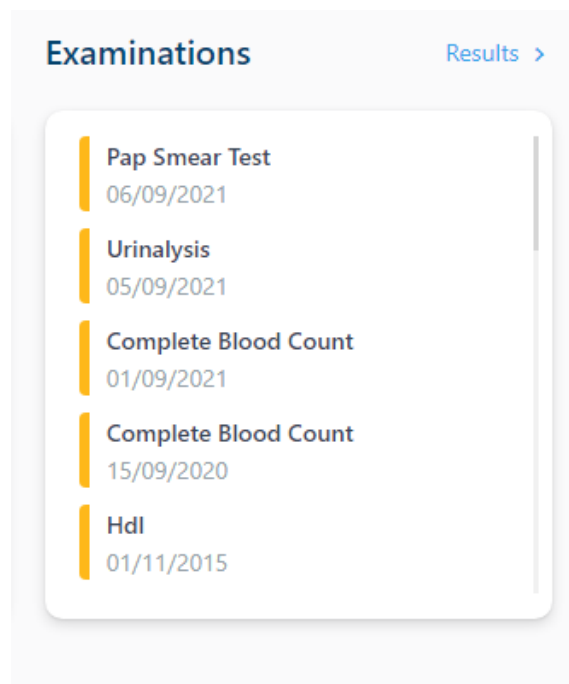 Examinations
Results >
Pap Smear Test
06/09/2021
Urinalysis
05/09/2021
Complete Blood Count
01/09/2021
Complete Blood Count
15/09/2020
Hdl
01/11/2015